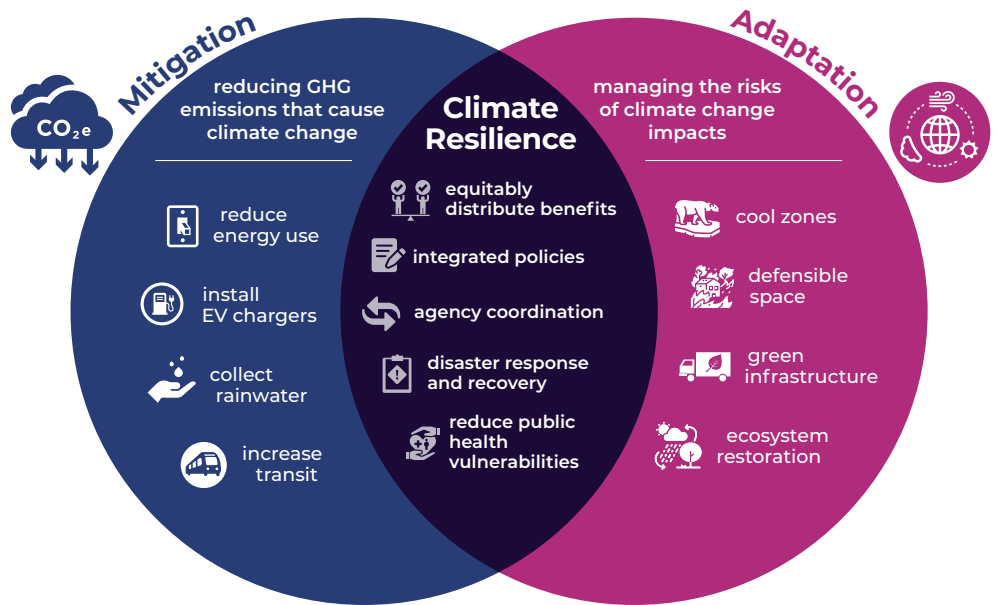 Mitigation
CO2e
reducing GHG
emissions that cause
climate change
reduce
energy use
install
EV chargers
collect
rainwater
increase
transit
Climate
Resilience
equitably
distribute benefits
integrated policies
agency coordination
disaster response
and recovery
reduce public
health
vulnerabilities
Adaptation
managing the risks
of climate change
impacts
cool zones
defensible
space
green
infrastructure
ecosystem
restoration